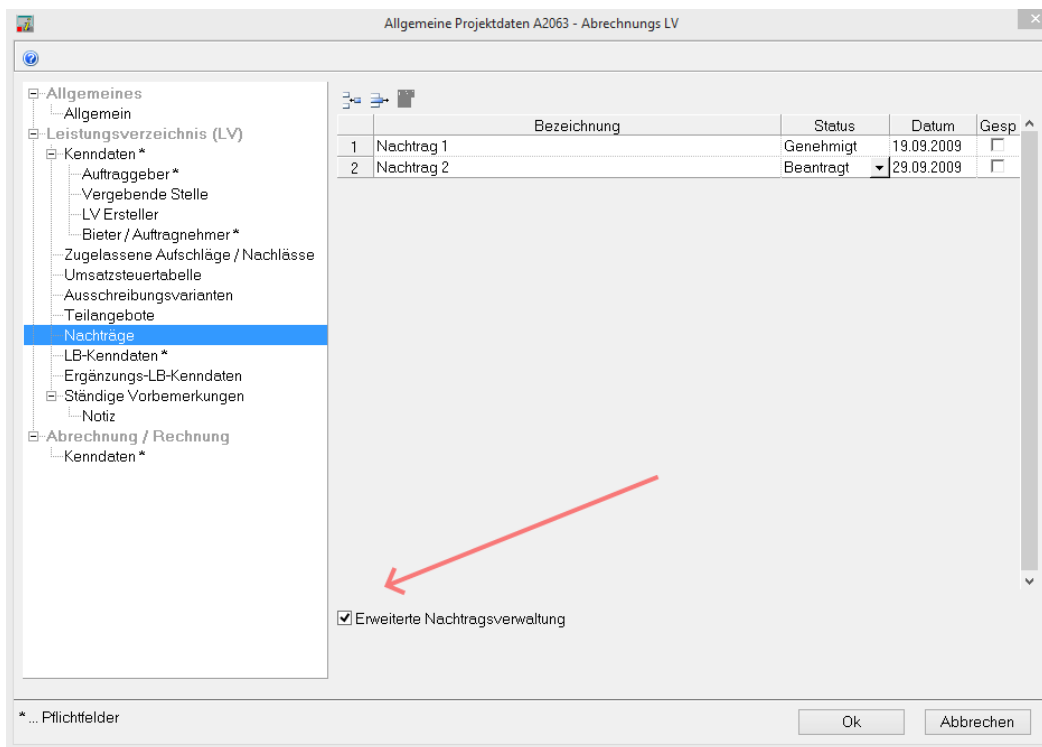 Allgemeine Projektdaten A2063 - Abrechnungs LV
Allgemeines
Allgemein
Leistungsverzeichnis (LV)
Kenndaten *
Auftraggeber *
Vergebende Stelle
LV Ersteller
Bieter / Auftragnehmer *
Zugelassene Aufschläge / Nachlässe
Umsatzsteuertabelle
Ausschreibungsvarianten
Teilangebote
Nachträge
LB-Kenndaten *
Ergänzungs-LB-Kenndaten
Ständige Vorbemerkungen
Notiz
Abrechnung / Rechnung
Kenndaten *
Bezeichnung Status Datum Gesp
1 Nachtrag 1 Genehmigt 19.09.2009
2 Nachtrag 2 Beantragt 29.09.2009
Erweiterte Nachtragsverwaltung
* ... Pflichtfelder
Ok Abbrechen